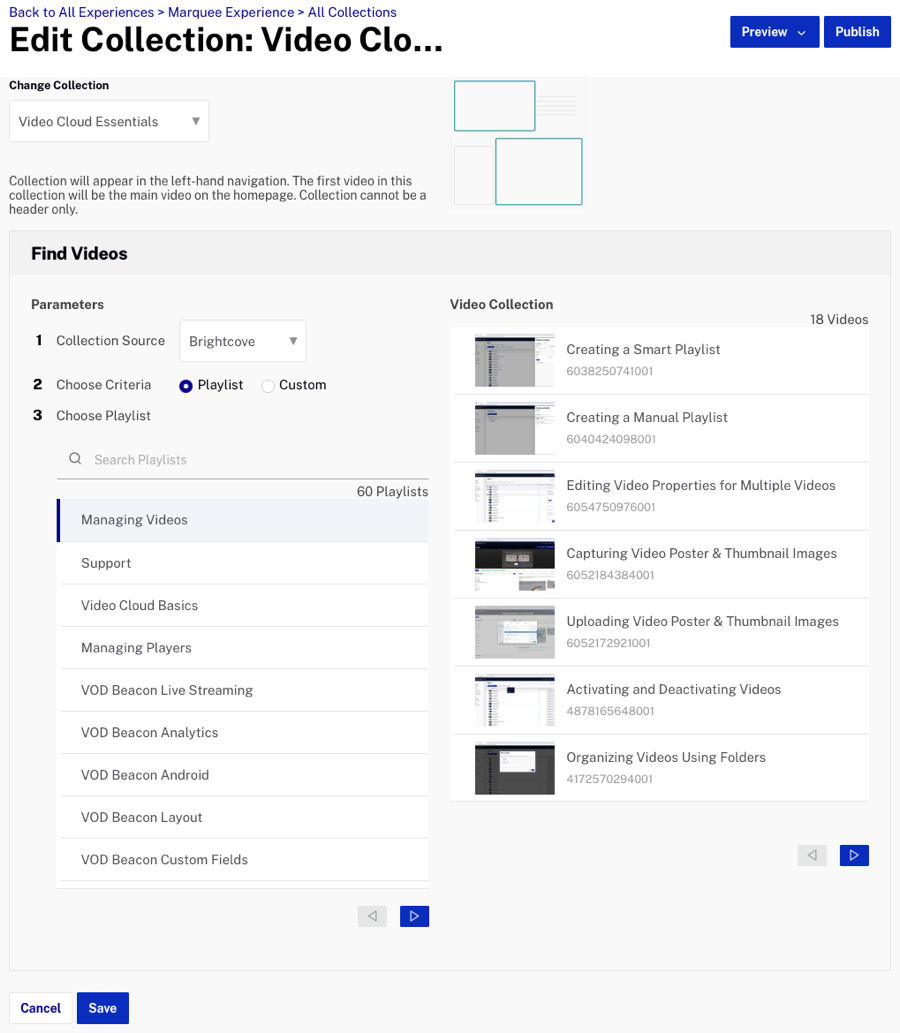 Back to All Experiences > Marquee Experience > All Collections
Edit Collection: Video Clo...
Preview
Publish
Change Collection
Video Cloud Essentials
Collection will appear in the left-hand navigation. The first video in this
collection will be the main video on the homepage. Collection cannot be a
header only.
Find Videos
Parameters
1 Collection Source Brightcove
2 Choose Criteria Playlist Custom
3 Choose Playlist
Search Playlists
60 Playlists
Managing Videos
Support
Video Cloud Basics
Managing Players
VOD Beacon Live Streaming
VOD Beacon Analytics
VOD Beacon Android
VOD Beacon Layout
VOD Beacon Custom Fields
Video Collection
18 Videos
Creating a Smart Playlist
6038250741001
Creating a Manual Playlist
6040424098001
Editing Video Properties for Multiple Videos
6054750976001
Capturing Video Poster & Thumbnail Images
6052184384001
Uploading Video Poster & Thumbnail Images
6052172921001
Activating and Deactivating Videos
4878165648001
Organizing Videos Using Folders
4172570294001
Cancel
Save